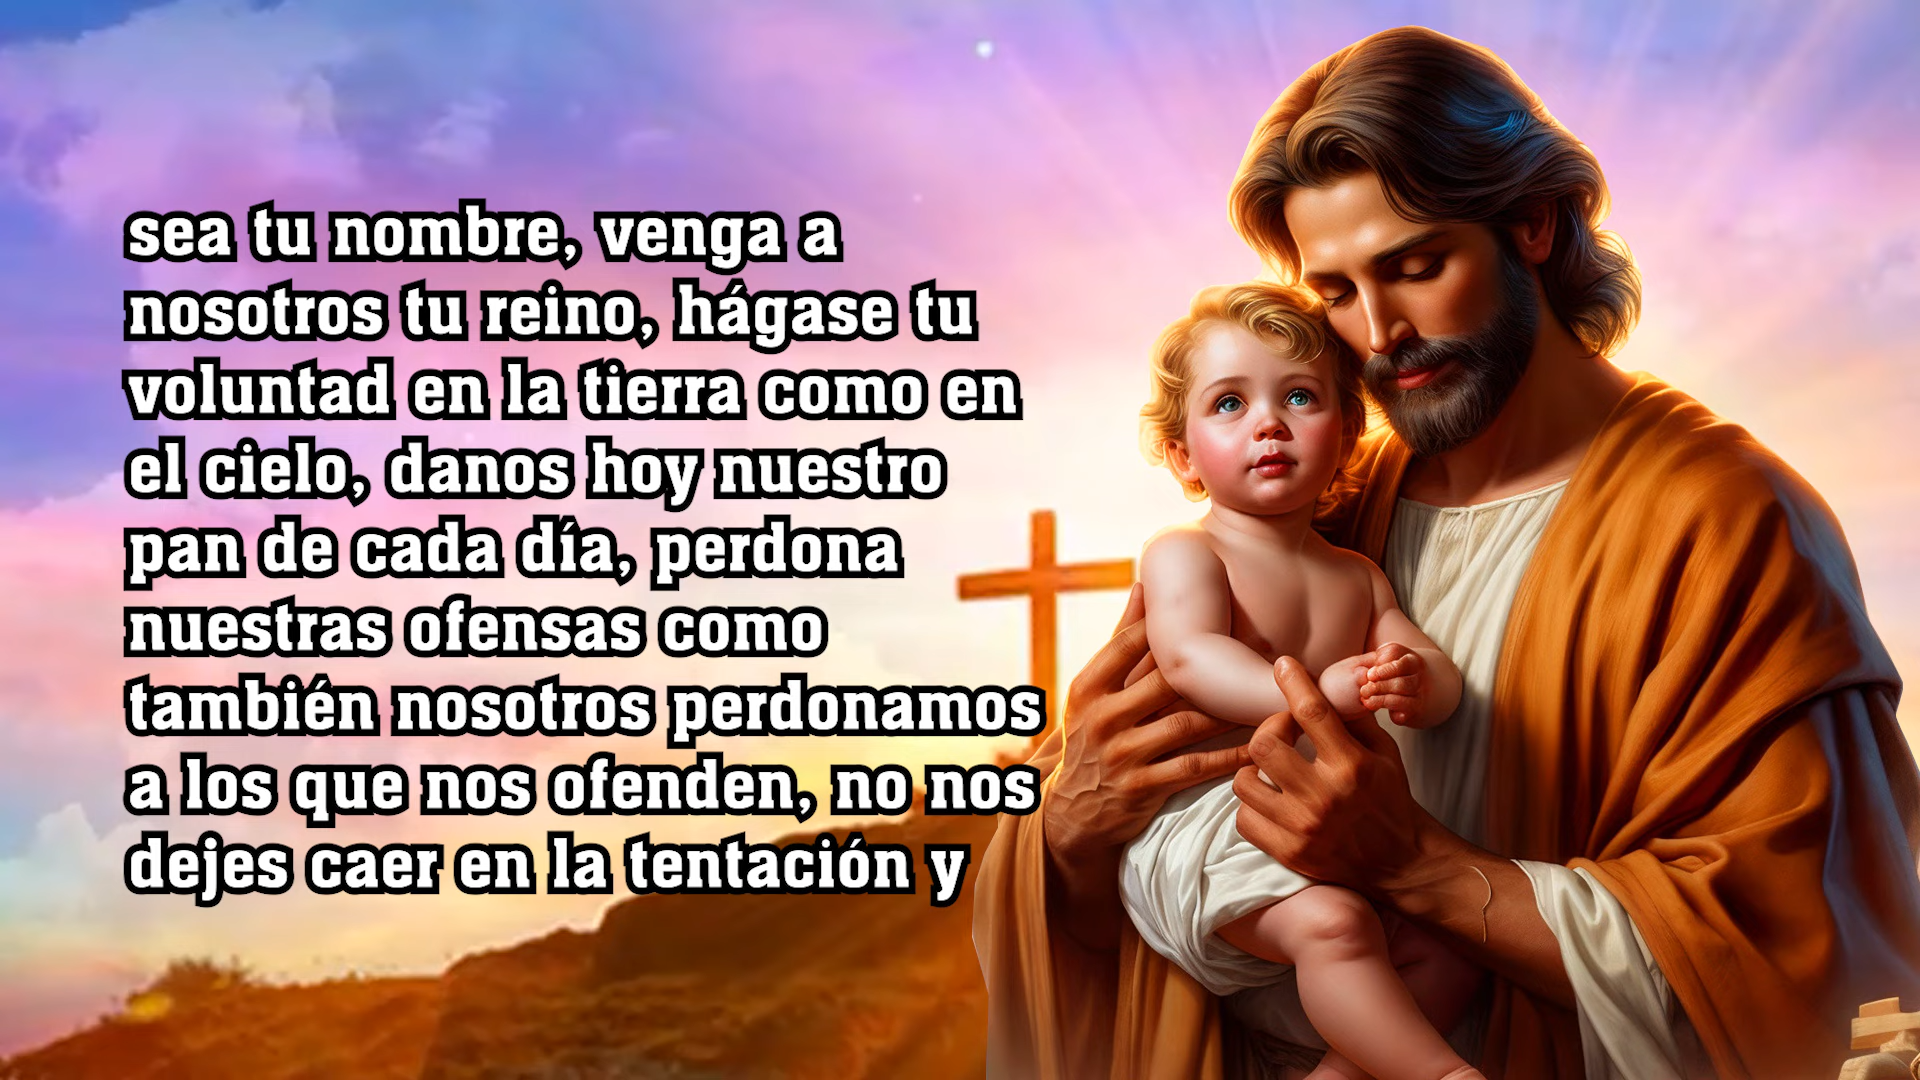 sea tu nombre, venga a
nosotros tu reino, hágase tu
voluntad en la tierra como en
el cielo, danos hoy nuestro
pan de cada día, perdona
nuestras ofensas como
también nosotros perdonamos
a los que nos ofenden, no nos
dejes caer en la tentación y